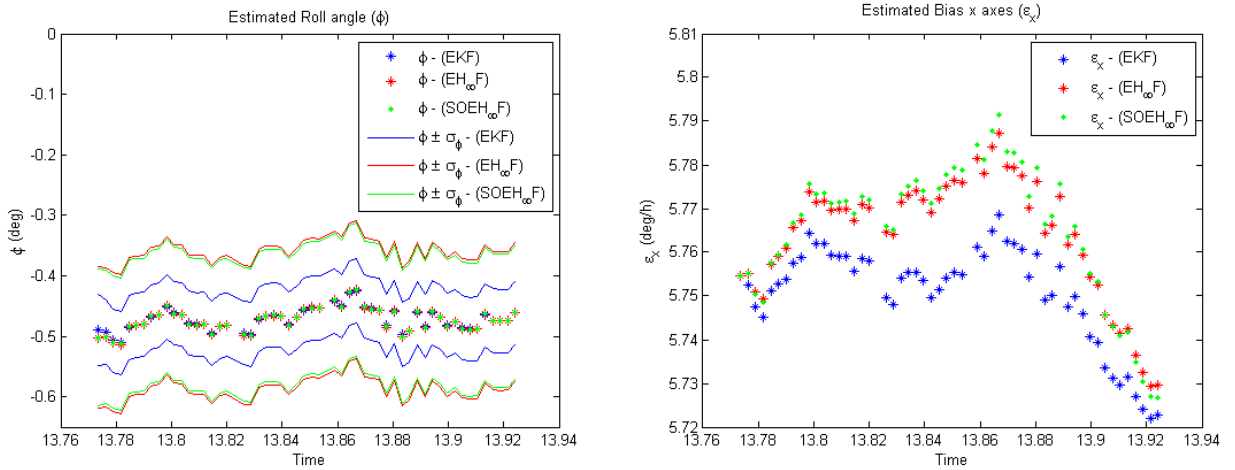 Estimated Roll angle (ϕ)
0
-0.1
-0.2
-0.3
-0.4
-0.5
-0.6
ϕ (deg)
13.76 13.78 13.8 13.82 13.84 13.86 13.88 13.9 13.92 13.94
Time
ϕ - (EKF)
ϕ - (EH∞F)
ϕ - (SOEH∞F)
ϕ ± σϕ - (EKF)
ϕ ± σϕ - (EH∞F)
ϕ ± σϕ - (SOEH∞F)
Estimated Bias x axes (εx)
5.81
5.8
5.79
5.78
5.77
5.76
5.75
5.74
5.73
5.72
εx (deg/h)
13.76 13.78 13.8 13.82 13.84 13.86 13.88 13.9 13.92 13.94
Time
εx - (EKF)
εx - (EH∞F)
εx - (SOEH∞F)